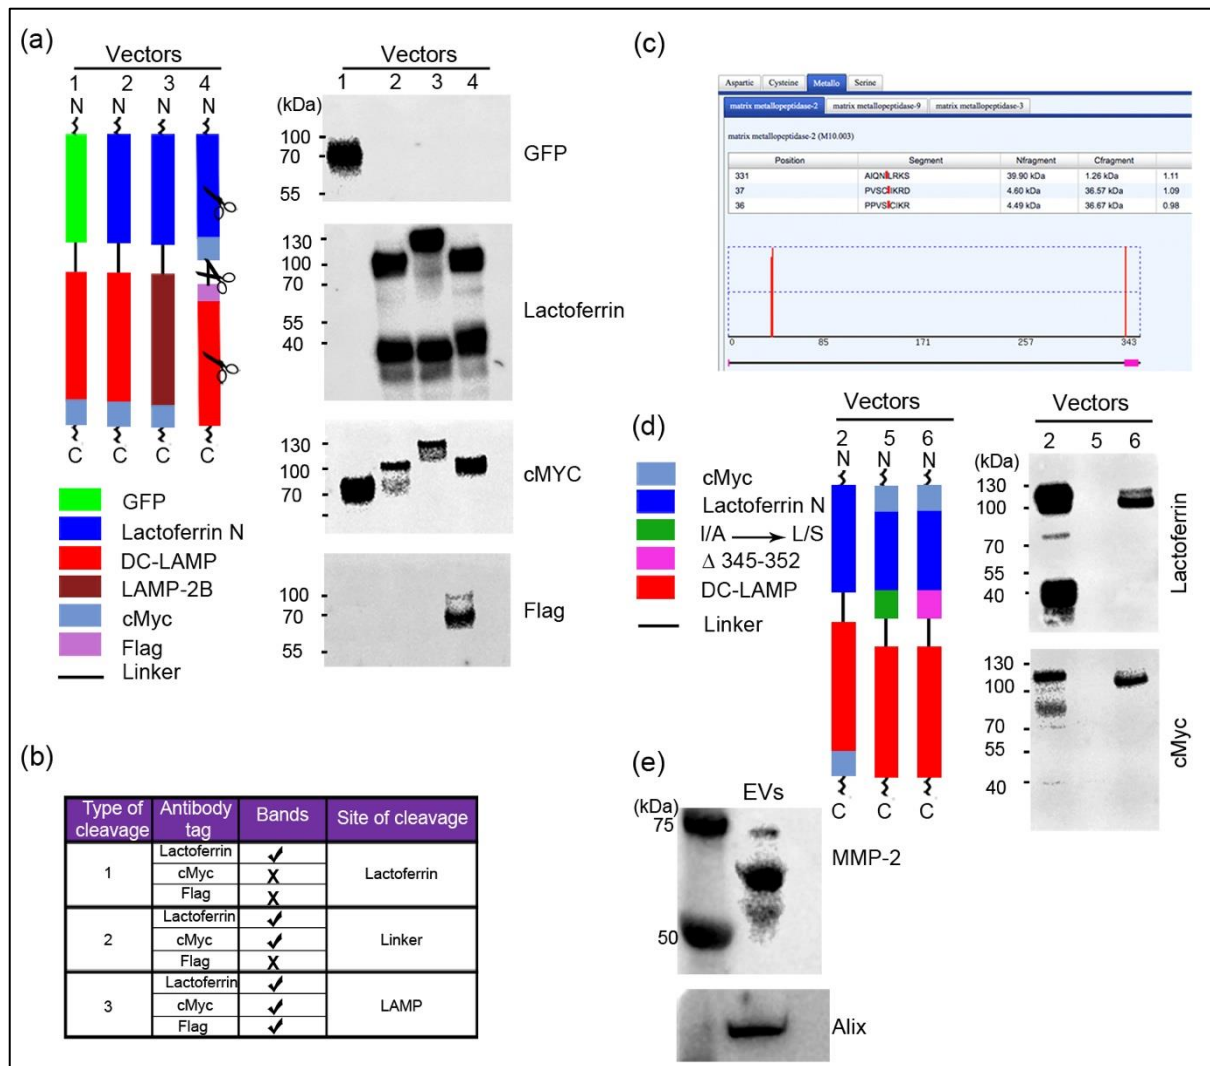 (a)
Vectors
1 2 3 4
N N N N
C C C C
GFP
Lactoferrin N
DC-LAMP
LAMP-2B
cMyc
Flag
Linker
Vectors
1 2 3 4
(kDa)
100
70
55
GFP
130
100
70
55
40
Lactoferrin
130
100
70
cMYC
100
70
55
Flag
(b)
Type of cleavage Antibody tag Bands Site of cleavage
1 Lactoferrin ✓ Lactoferrin
cMyc X
Flag X
2 Lactoferrin ✓ Linker
cMyc ✓
Flag X
3 Lactoferrin ✓ LAMP
cMyc ✓
Flag ✓
(c)
Aspartic Cysteine Metallo Serine
matrix metallopeptidase-2 matrix metallopeptidase-9 matrix metallopeptidase-3
matrix metallopeptidase-2 (M10.003)
Position Segment Nfragment Cfragment
331 AIQNLRKS 39.90 kDa 1.26 kDa 1.11
37 PVSCIKRD 4.60 kDa 36.57 kDa 1.09
36 PPVSCIKR 4.49 kDa 36.67 kDa 0.98
0 85 171 257 343
(d)
Vectors
2 5 6
N N N
C C C
cMyc
Lactoferrin N
I/A → L/S
Δ 345-352
DC-LAMP
Linker
Vectors
2 5 6
(kDa)
130
100
70
55
40
Lactoferrin
130
100
70
55
40
cMyc
(e)
EVs
(kDa)
75
50
MMP-2
Alix